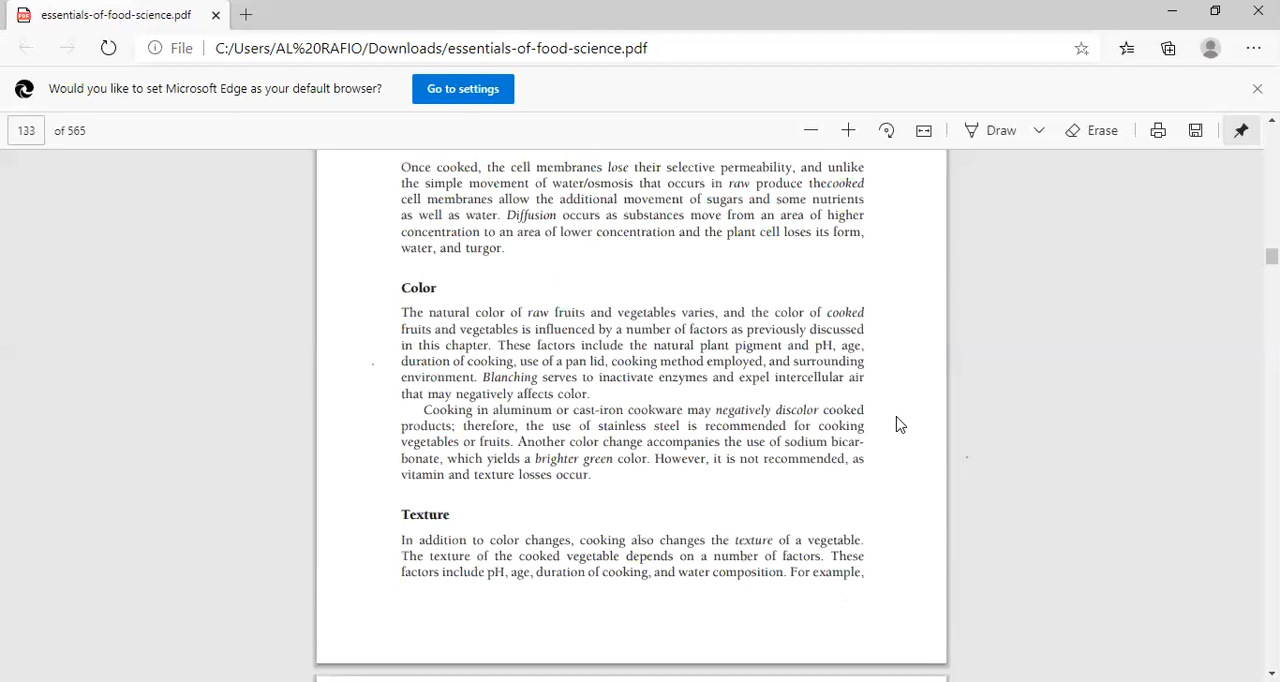 essentials-of-food-science.pdf
File C:/Users/AL%20RAFIO/Downloads/essentials-of-food-science.pdf
Would you like to set Microsoft Edge as your default browser? Go to settings
133 of 565 Draw Erase
Once cooked, the cell membranes lose their selective permeability, and unlike
the simple movement of water/osmosis that occurs in raw produce thecooked
cell membranes allow the additional movement of sugars and some nutrients
as well as water. Diffusion occurs as substances move from an area of higher
concentration to an area of lower concentration and the plant cell loses its form,
water, and turgor.
Color
The natural color of raw fruits and vegetables varies, and the color of cooked
fruits and vegetables is influenced by a number of factors as previously discussed
in this chapter. These factors include the natural plant pigment and pH, age,
duration of cooking, use of a pan lid, cooking method employed, and surrounding
environment. Blanching serves to inactivate enzymes and expel intercellular air
that may negatively affects color.
Cooking in aluminum or cast-iron cookware may negatively discolor cooked
products; therefore, the use of stainless steel is recommended for cooking
vegetables or fruits. Another color change accompanies the use of sodium bicar-
bonate, which yields a brighter green color. However, it is not recommended, as
vitamin and texture losses occur.
Texture
In addition to color changes, cooking also changes the texture of a vegetable.
The texture of the cooked vegetable depends on a number of factors. These
factors include pH, age, duration of cooking, and water composition. For example,